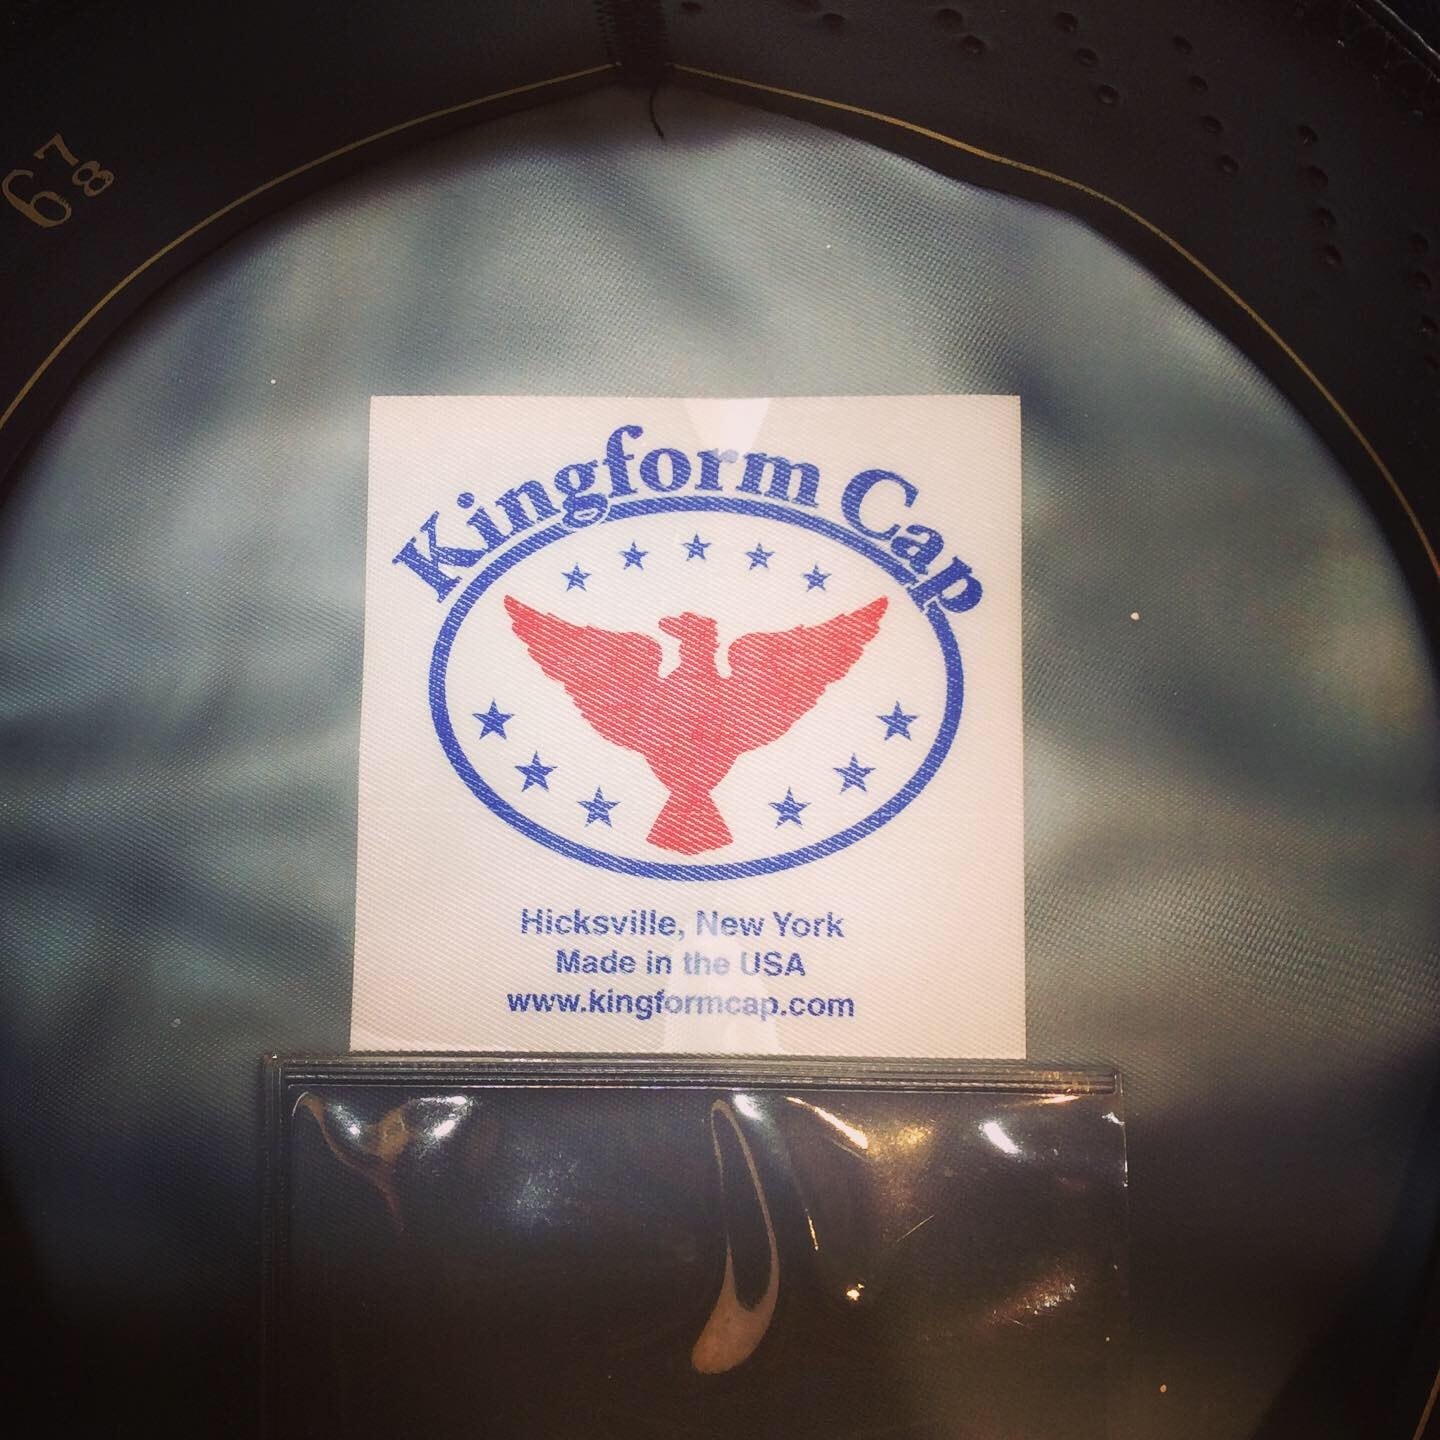 6 7/8
Kingform Cap
Hicksville, New York
Made in the USA
www.kingformcap.com